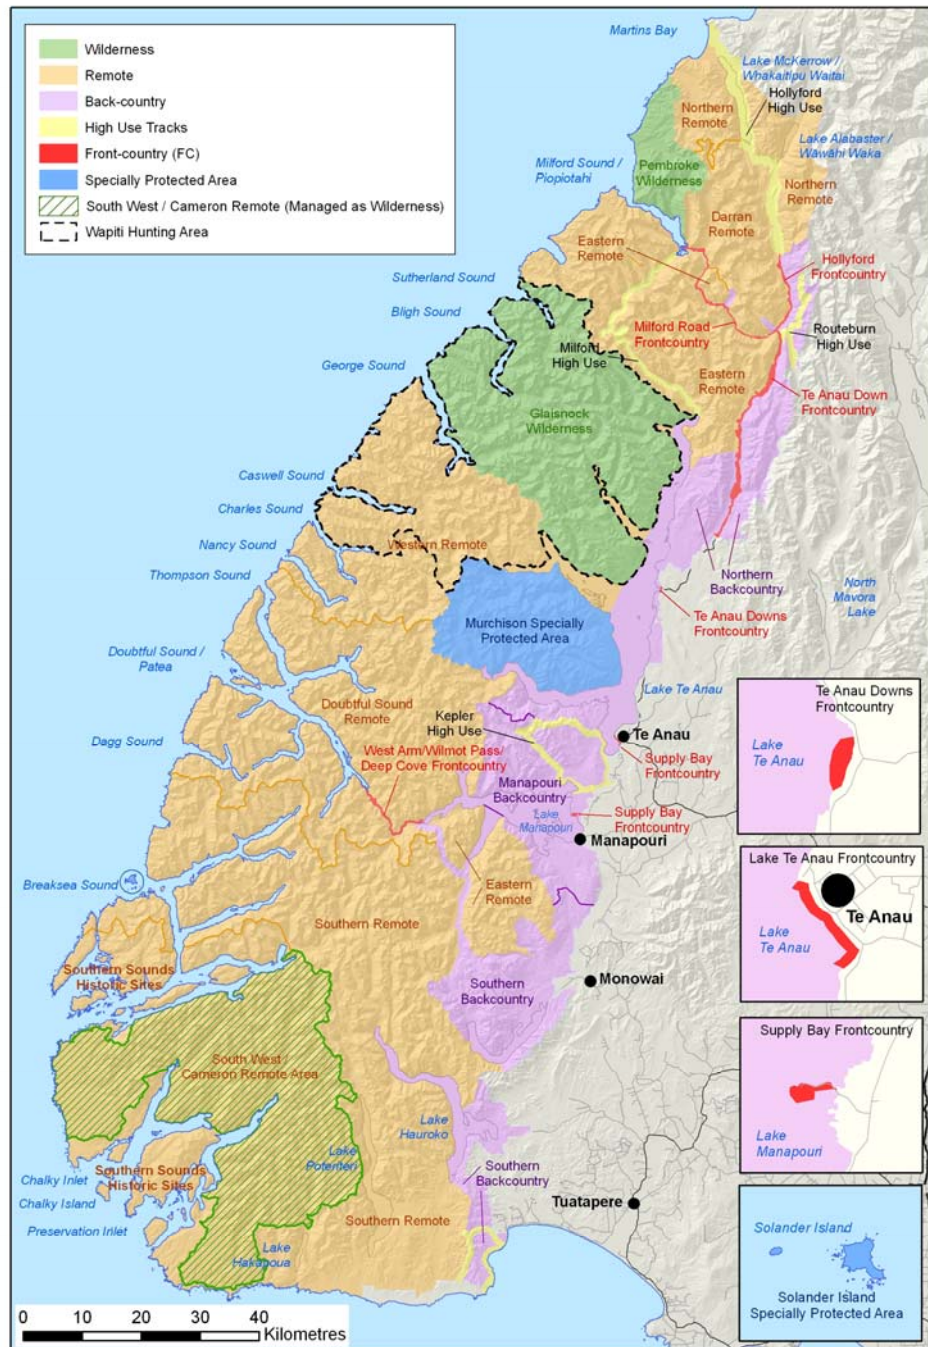 Wilderness
Remote
Back-country
High Use Tracks
Front-country (FC)
Specially Protected Area
South West / Cameron Remote (Managed as Wilderness)
Wapiti Hunting Area
Martins Bay
Lake McKerrow /
Whakaitipu Waitai
Hollyford
High Use
Northern
Remote
Lake Alabaster /
Wāwāhi Waka
Milford Sound /
Piopiotahi
Pembroke
Wilderness
Northern
Remote
Darran
Remote
Eastern
Remote
Hollyford
Frontcountry
Sutherland Sound
Bligh Sound
Milford Road
Frontcountry
Routeburn
High Use
Milford
High Use
George Sound
Eastern
Remote
Te Anau Down
Frontcountry
Glaisnock
Wilderness
Caswell Sound
Charles Sound
Nancy Sound
Western Remote
Thompson Sound
Northern
Backcountry
North
Mavora
Lake
Te Anau Downs
Frontcountry
Murchison Specially
Protected Area
Doubtful Sound /
Patea
Lake Te Anau
Doubtful Sound
Remote
Kepler
High Use
Te Anau
Dagg Sound
West Arm/Wilmot Pass/
Deep Cove Frontcountry
Supply Bay
Frontcountry
Manapouri
Backcountry
Lake
Manapouri
Supply Bay
Frontcountry
Manapouri
Breaksea Sound
Eastern
Remote
Southern Remote
Southern Sounds
Historic Sites
Southern
Backcountry
Monowai
South West /
Cameron Remote Area
Lake
Hauroko
Lake
Poteriteri
Southern
Backcountry
Southern Sounds
Historic Sites
Chalky Inlet
Chalky Island
Preservation Inlet
Tuatapere
Southern Remote
Lake
Hakapoua
0 10 20 30 40
Kilometres
Te Anau Downs
Frontcountry
Lake
Te Anau
Lake Te Anau Frontcountry
Te Anau
Lake
Te Anau
Supply Bay Frontcountry
Lake
Manapouri
Solander Island
Solander Island
Specially Protected Area